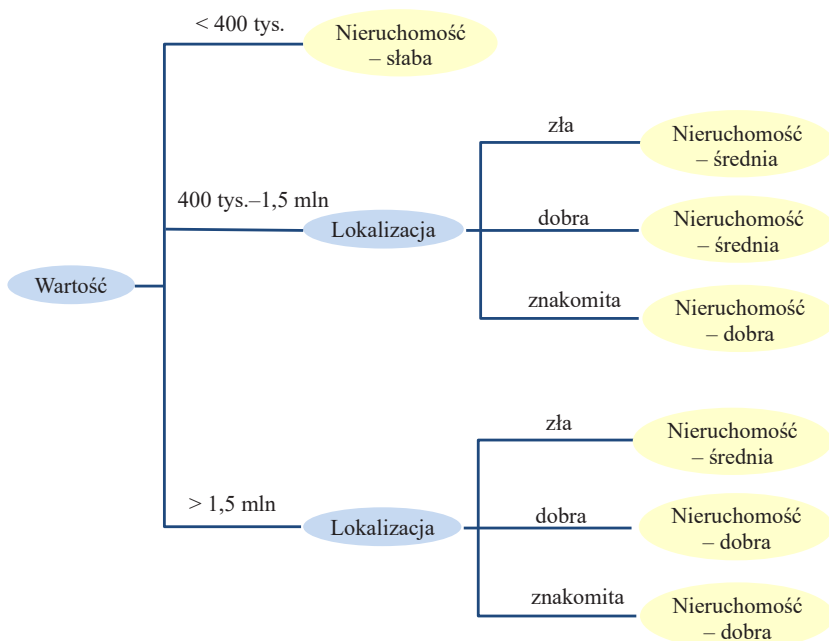 < 400 tys.
Nieruchomość
– słaba
zła
Nieruchomość
– średnia
400 tys.–1,5 mln
Lokalizacja
dobra
Nieruchomość
– średnia
Wartość
znakomita
Nieruchomość
– dobra
zła
Nieruchomość
– średnia
> 1,5 mln
Lokalizacja
dobra
Nieruchomość
– dobra
znakomita
Nieruchomość
– dobra